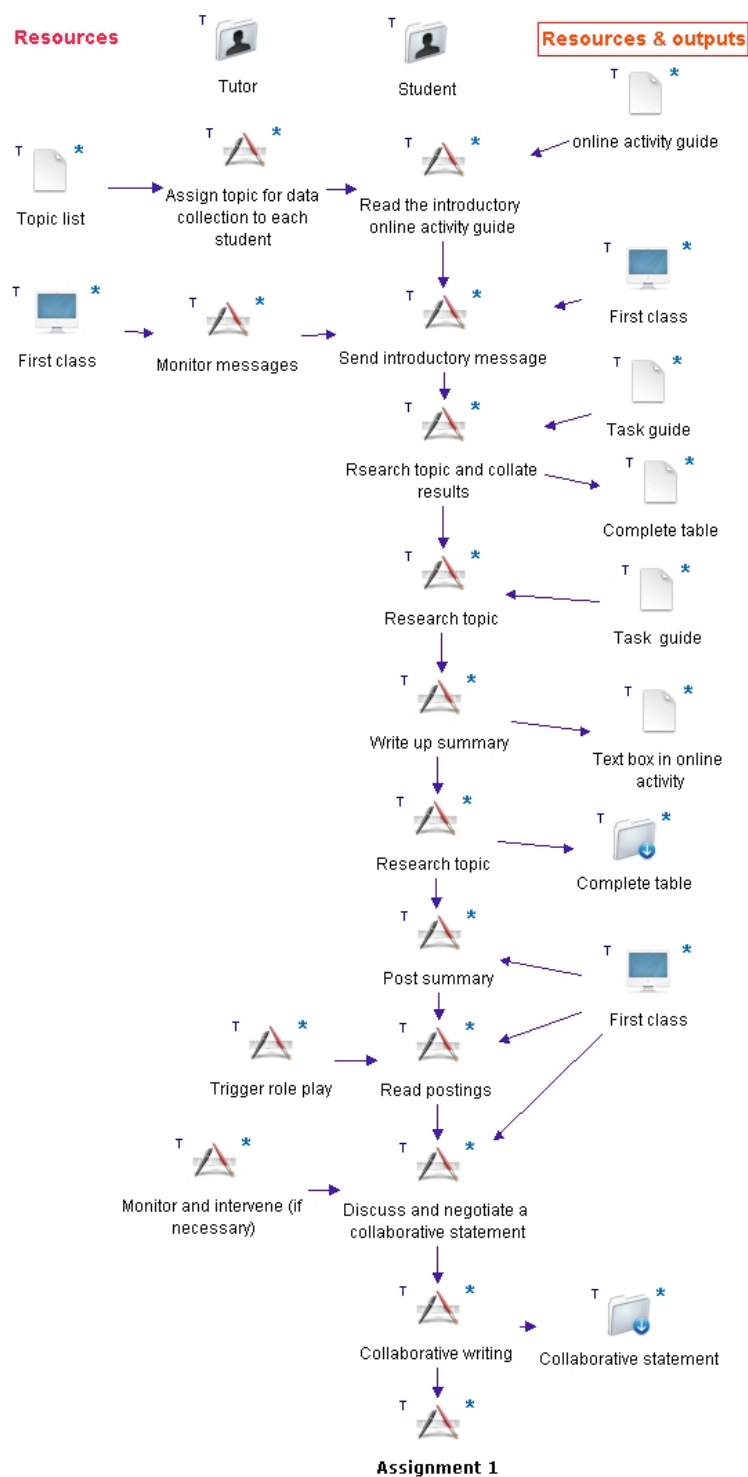 Resources
T
T
Resources & outputs
Tutor
Student
T *
online activity guide
T *
Topic list
T *
Assign topic for data
collection to each
student
T *
Read the introductory
online activity guide
T *
First class
T *
Monitor messages
T *
Send introductory message
T *
First class
T *
Rsearch topic and collate
results
T *
Task guide
T *
Complete table
T *
Research topic
T *
Task guide
T *
Write up summary
T *
Text box in online
activity
T *
Research topic
T *
Complete table
T *
Post summary
T *
First class
T *
Trigger role play
T *
Read postings
T *
Monitor and intervene (if
necessary)
T *
Discuss and negotiate a
collaborative statement
T *
Collaborative writing
T *
Collaborative statement
T *
Assignment 1